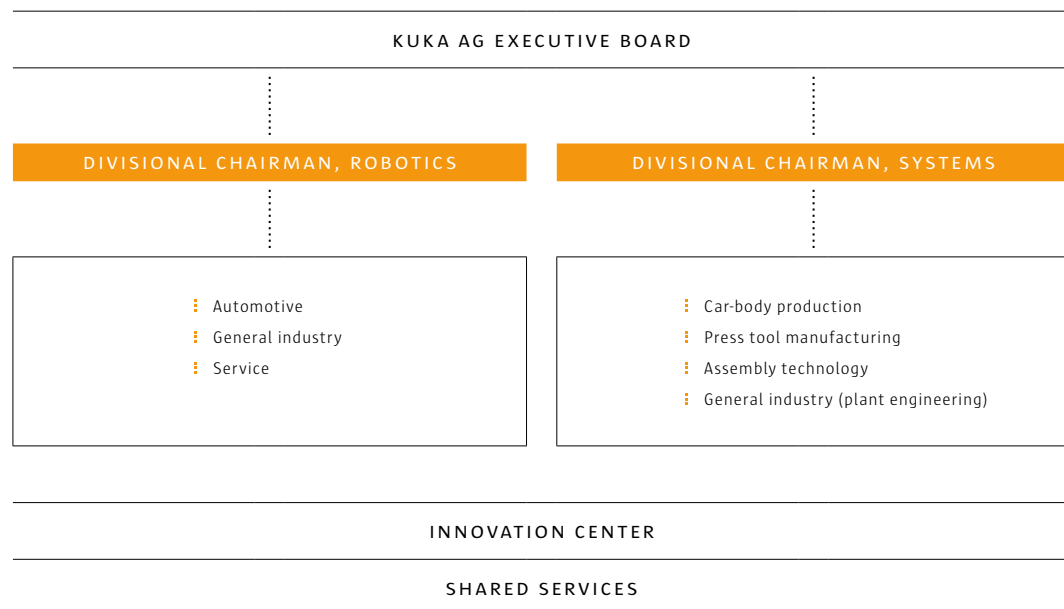 KUKA AG EXECUTIVE BOARD
DIVISIONAL CHAIRMAN, ROBOTICS
Automotive
General industry
Service
DIVISIONAL CHAIRMAN, SYSTEMS
Car-body production
Press tool manufacturing
Assembly technology
General industry (plant engineering)
INNOVATION CENTER
SHARED SERVICES